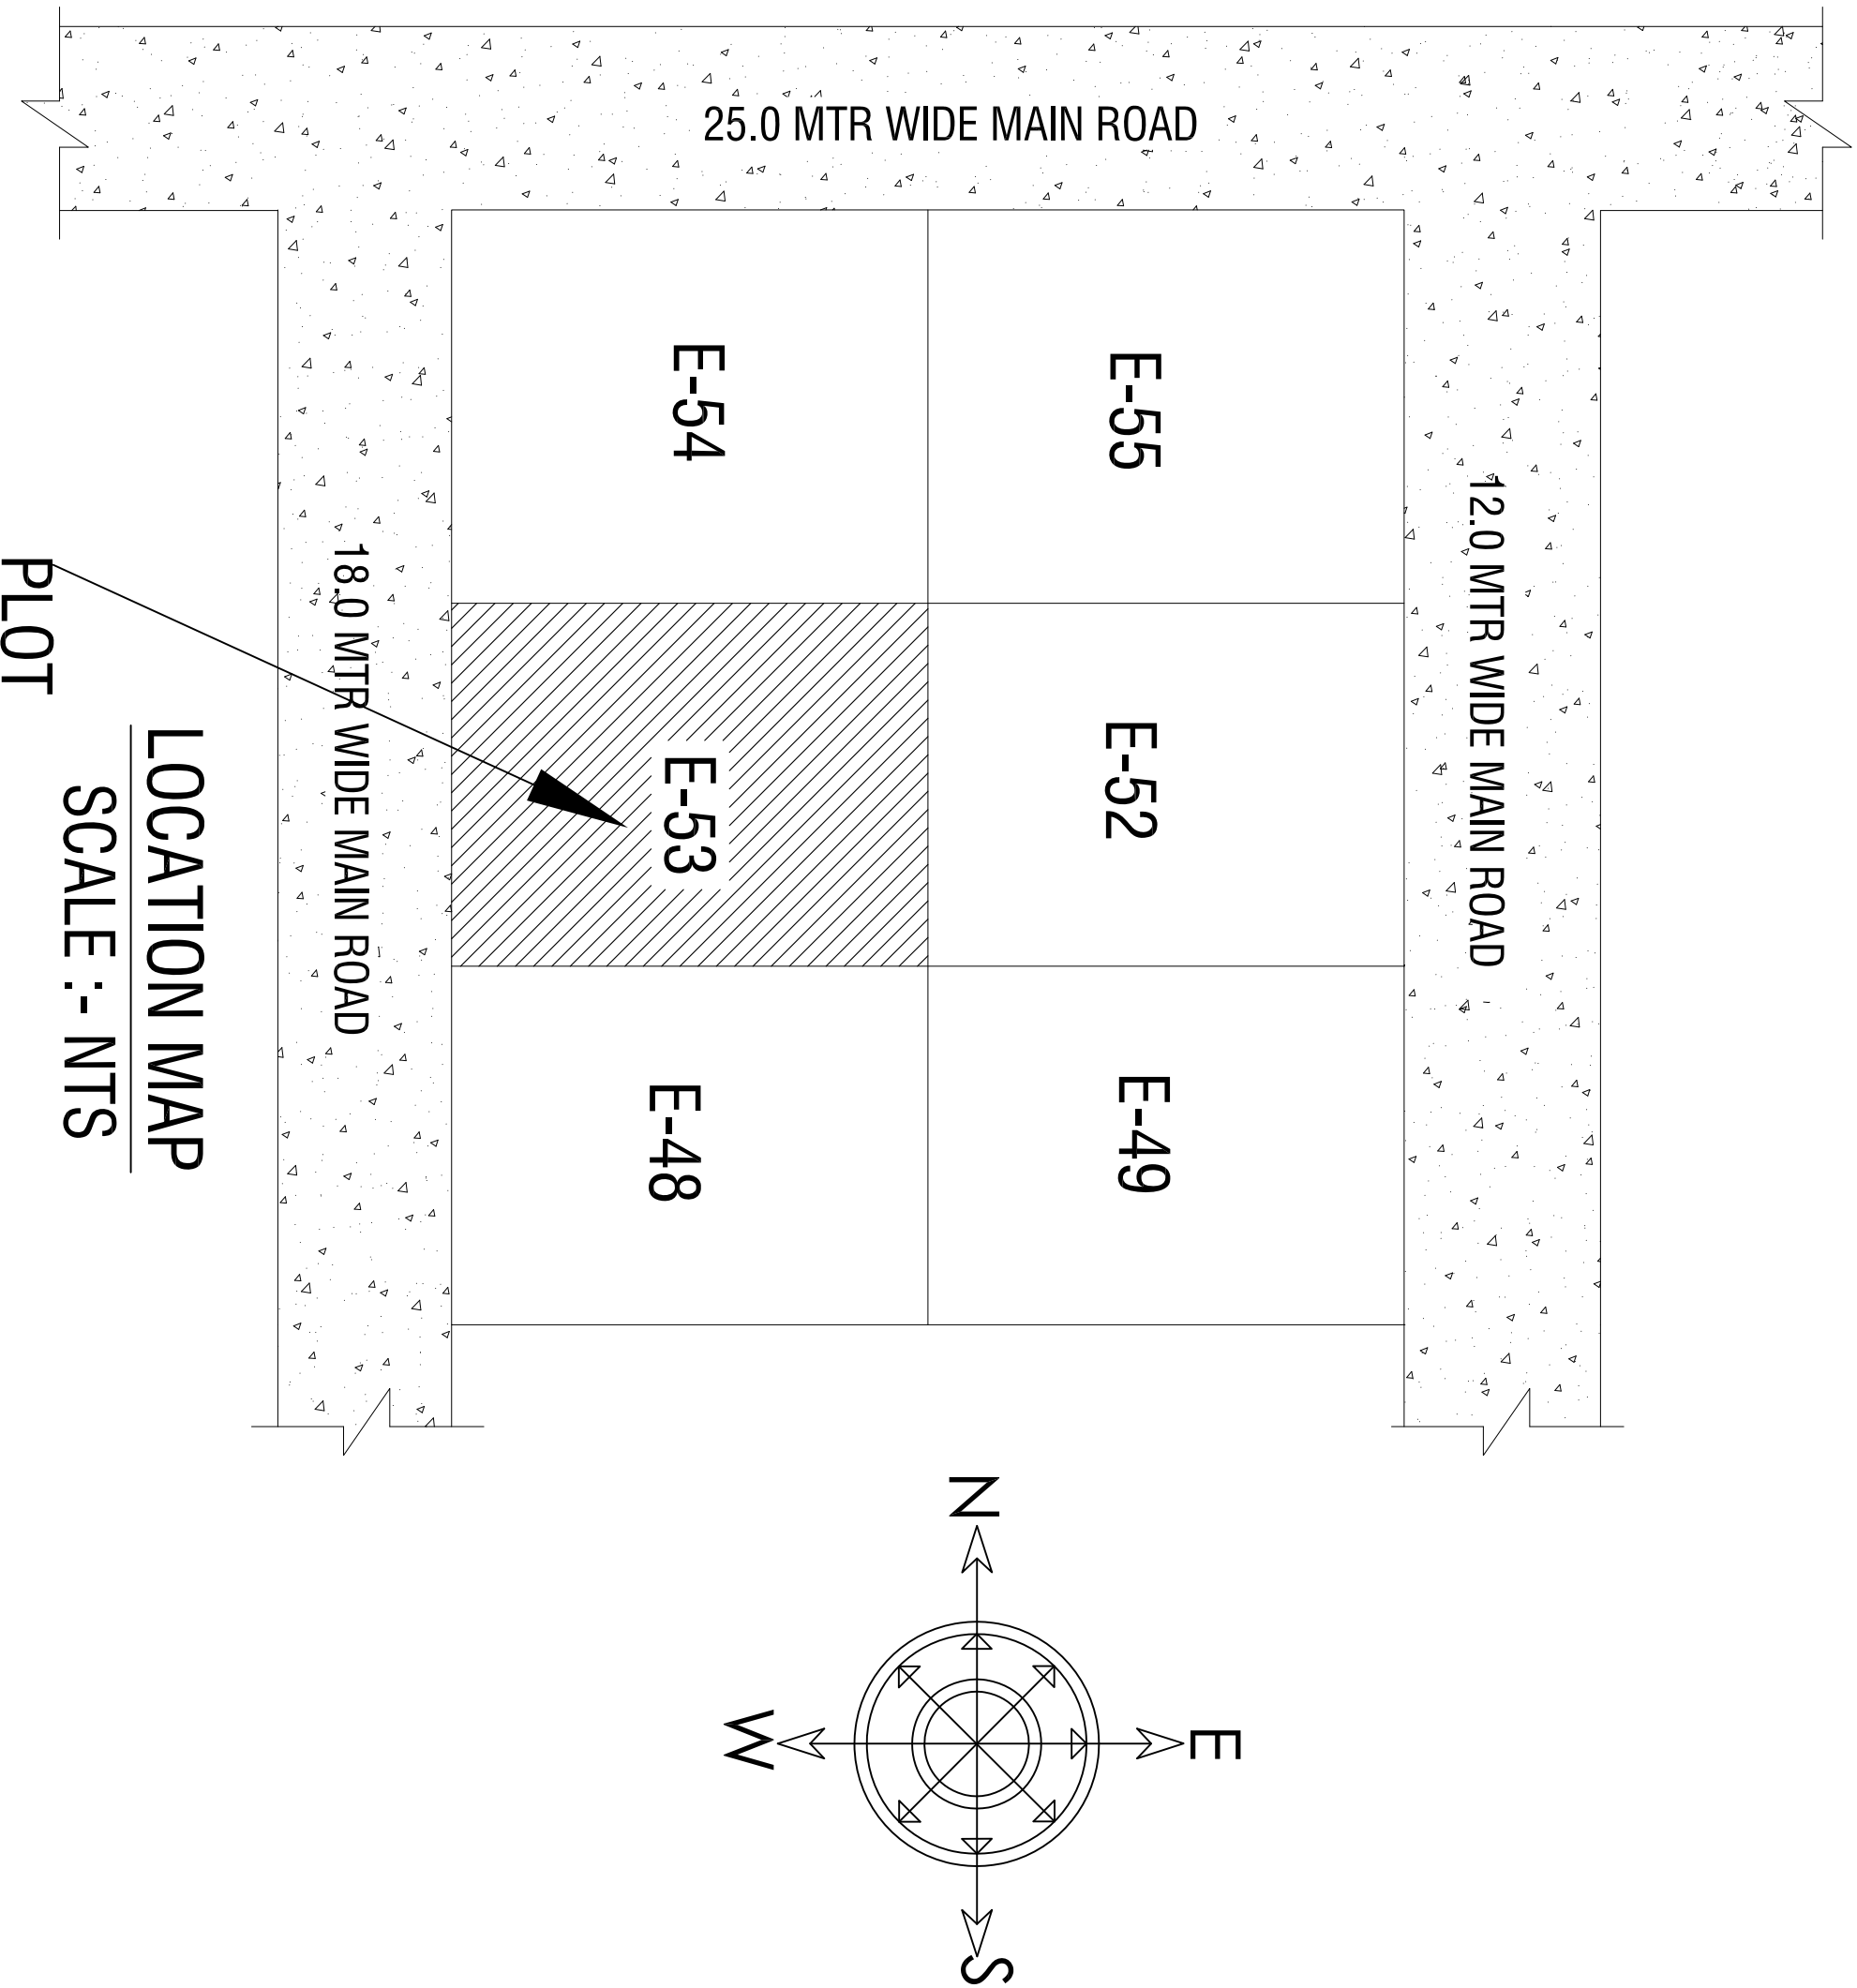 25.0 MTR WIDE MAIN ROAD
12.0 MTR WIDE MAIN ROAD
E-55
E-52
E-49
E-54
E-53
E-48
18.0 MTR WIDE MAIN ROAD
PLOT
LOCATION MAP
SCALE :- NTS
N
E
W
S